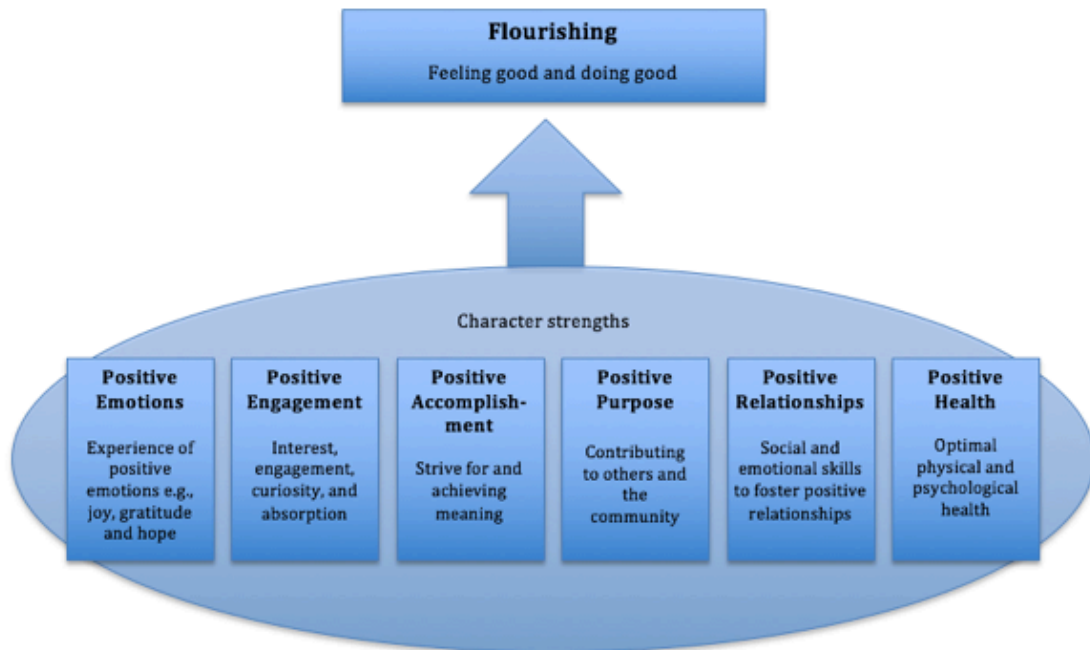 Flourishing
Feeling good and doing good
Character strengths
Positive
Emotions
Experience of
positive
emotions e.g.,
joy, gratitude
and hope
Positive
Engagement
Interest,
engagement,
curiosity, and
absorption
Positive
Accomplish-
ment
Strive for and
achieving
meaning
Positive
Purpose
Contributing
to others and
the
community
Positive
Relationships
Social and
emotional skills
to foster positive
relationships
Positive
Health
Optimal
physical and
psychological
health